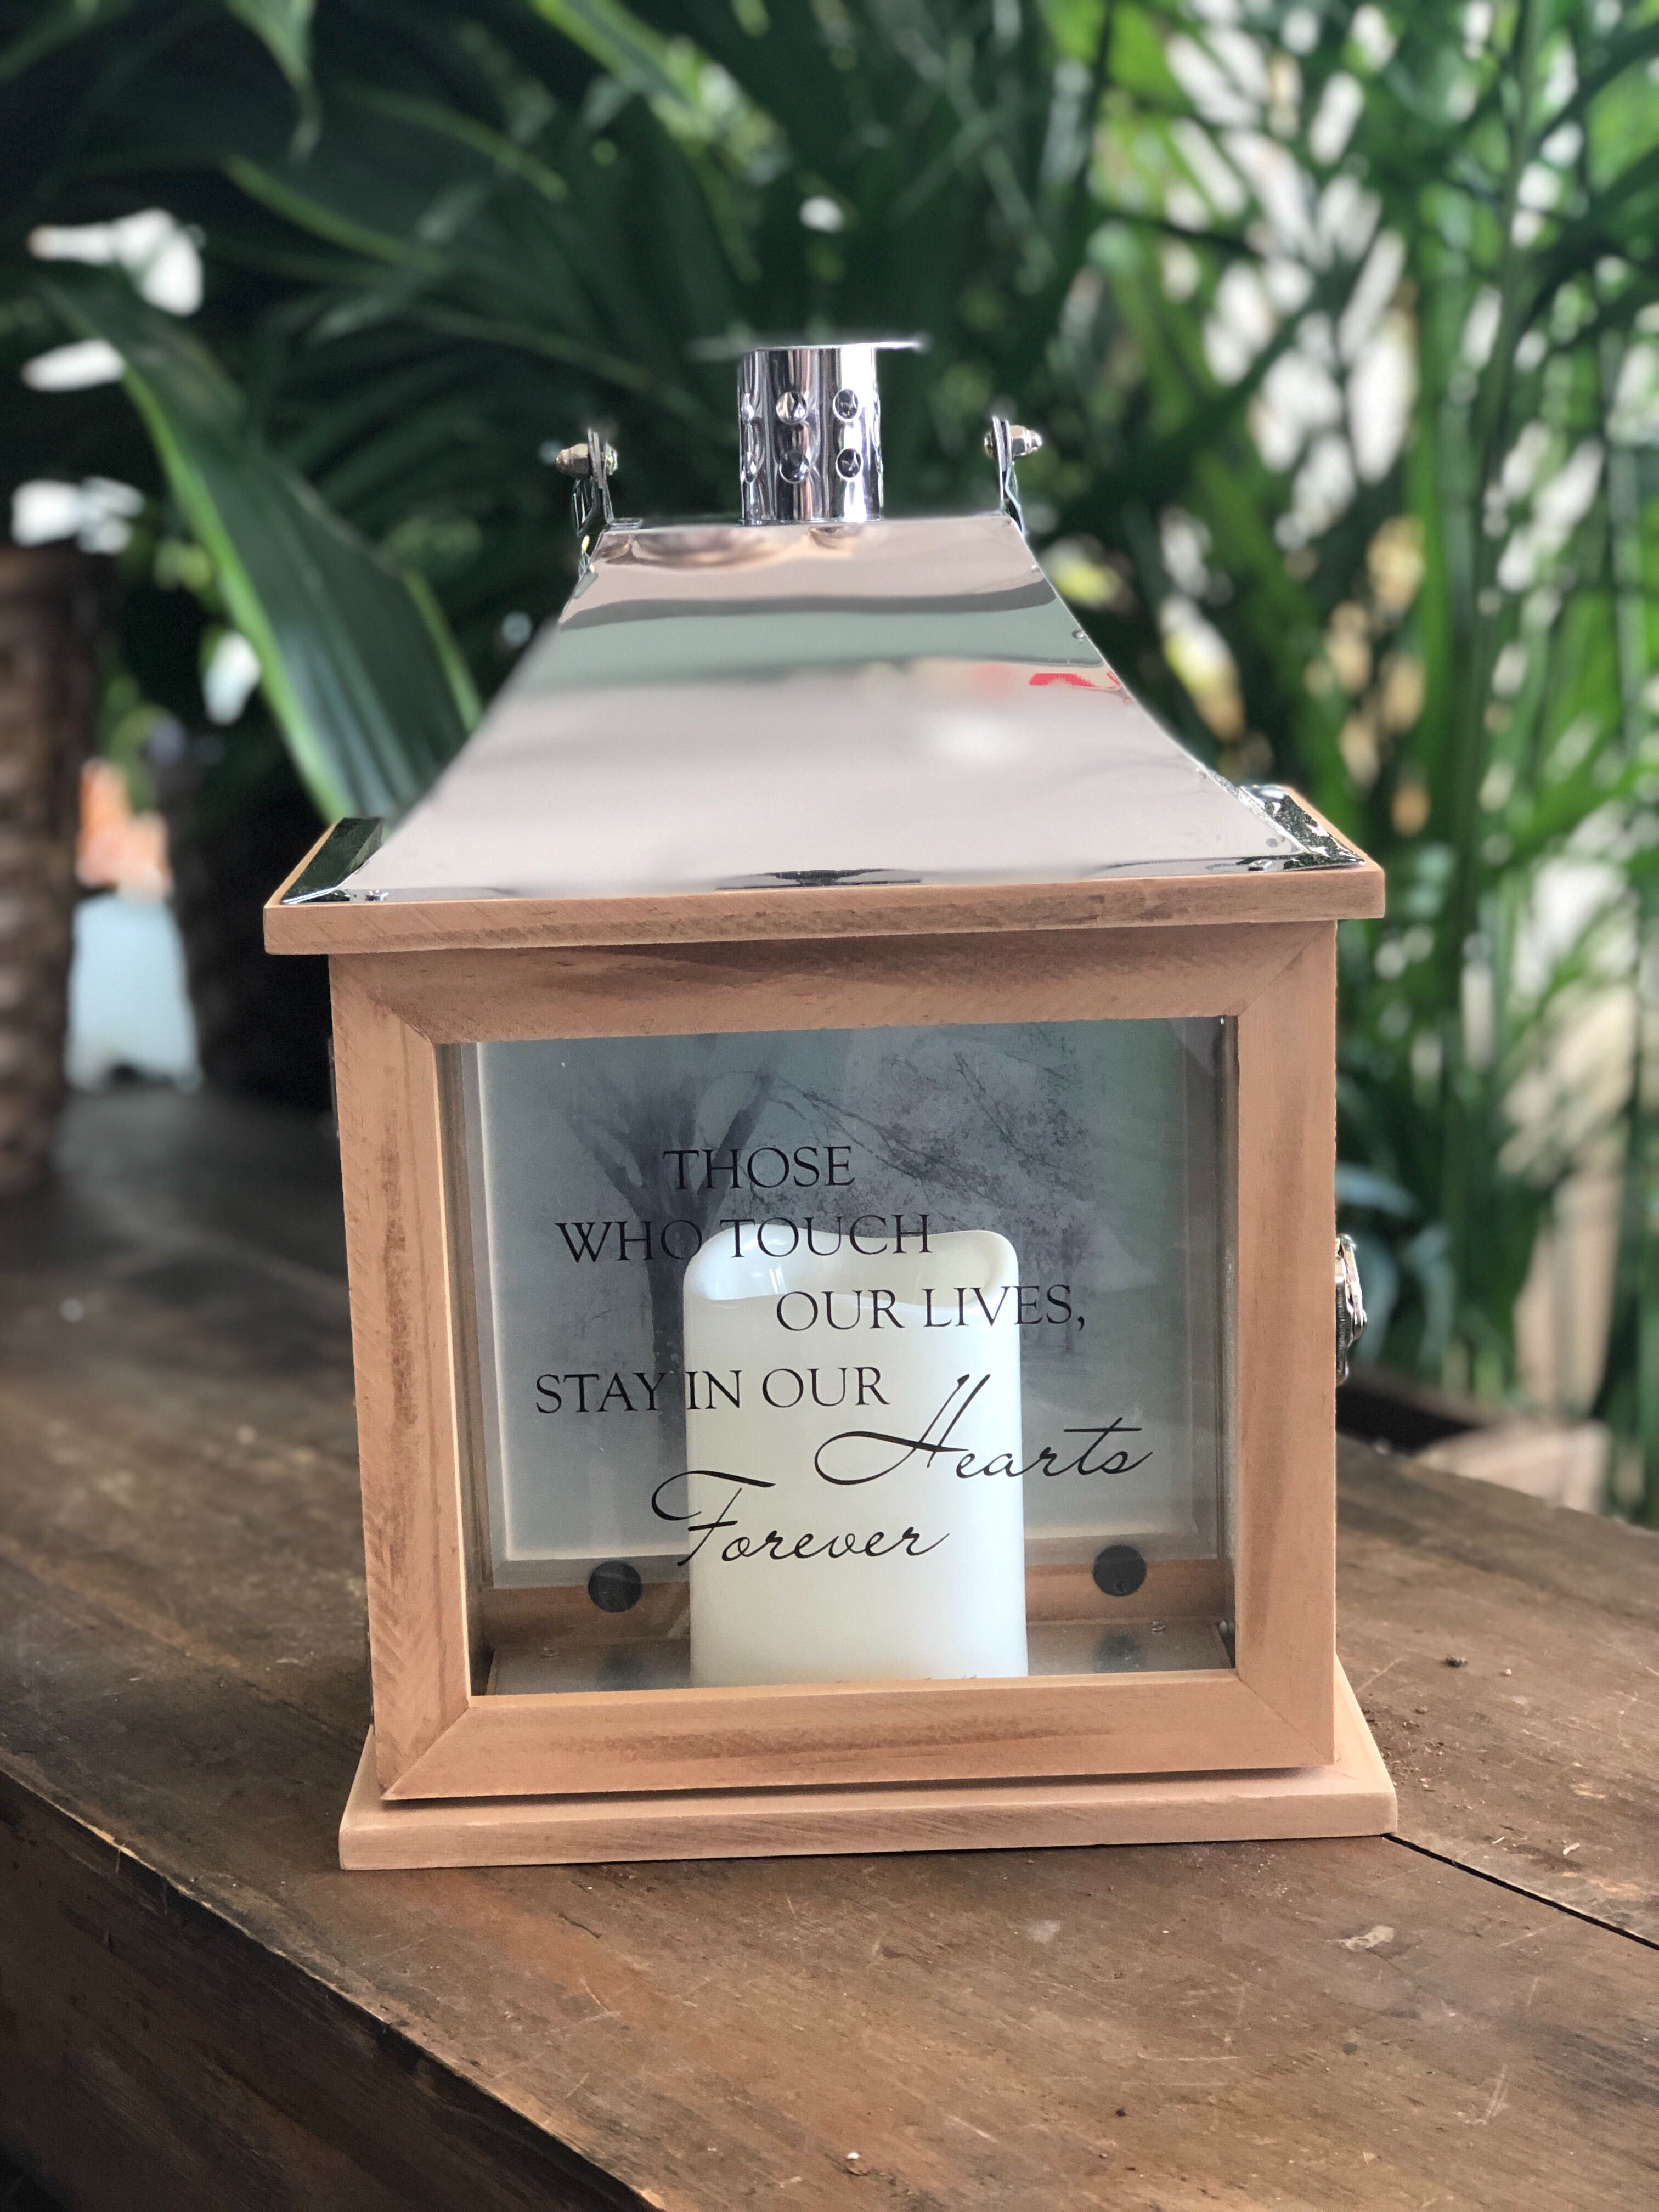 THOSE
WHO TOUCH
OUR LIVES,
STAY IN OUR
Hearts
Forever